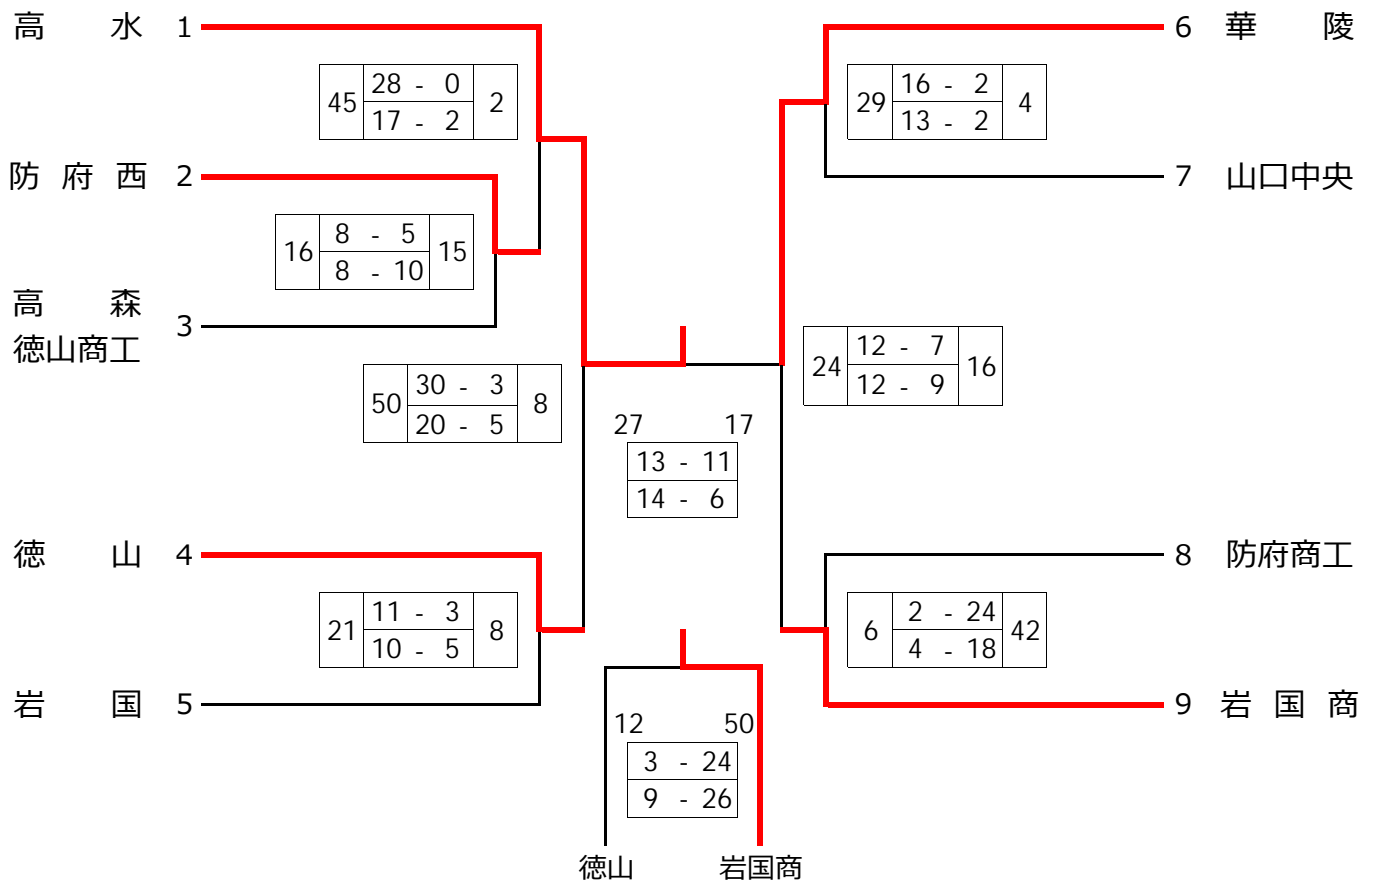 高 水 1
45 28 - 0 2
17 - 2
防 府 西 2
16 8 - 5 15
8 - 10
高 森
3
徳山商工
50 30 - 3 8
20 - 5
徳 山 4
21 11 - 3 8
10 - 5
岩 国 5
27 17
13 - 11
14 - 6
12 50
3 - 24
9 - 26
徳山 岩国商
6 華 陵
29 16 - 2 4
13 - 2
7 山口中央
24 12 - 7 16
12 - 9
8 防府商工
6 2 - 24 42
4 - 18
9 岩 国 商